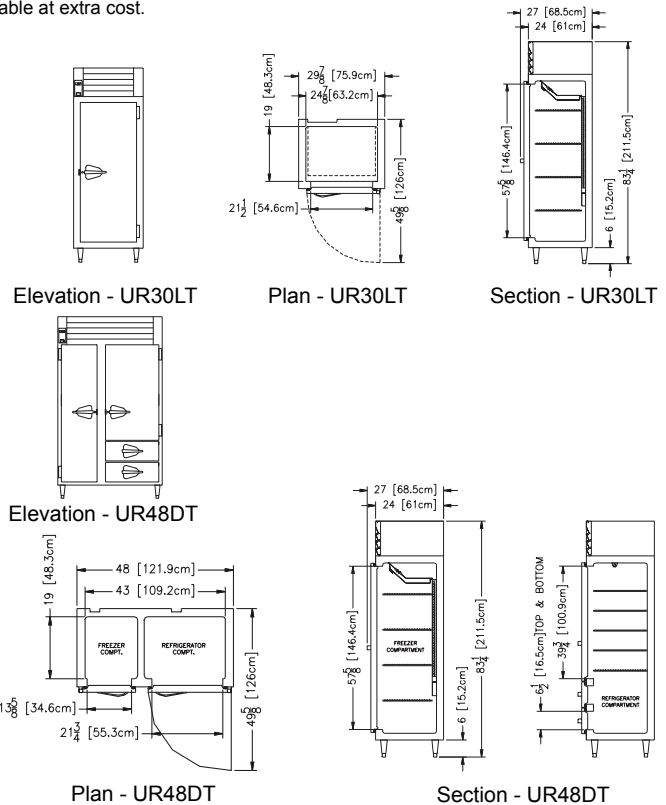 able at extra cost.
27 [68.5cm]
24 [61cm]
29 7/8 [75.9cm]
24 7/8 [63.2cm]
19 [48.3cm]
21 1/2 [54.6cm]
49 5/8 [126cm]
57 5/8 [146.4cm]
83 1/4 [211.5cm]
6 [15.2cm]
Elevation - UR30LT
Plan - UR30LT
Section - UR30LT
Elevation - UR48DT
48 [121.9cm]
43 [109.2cm]
19 [48.3cm]
FREEZER
COMPT.
REFRIGERATOR
COMPT.
13 5/8 [34.6cm]
21 3/4 [55.3cm]
49 5/8 [126cm]
Plan - UR48DT
27 [68.5cm]
24 [61cm]
57 5/8 [146.4cm]
FREEZER
COMPARTMENT
83 1/4 [211.5cm]
6 [15.2cm]
6 1/2 [16.5cm] TOP & BOTTOM
39 3/4 [100.9cm]
REFRIGERATOR
COMPARTMENT
Section - UR48DT